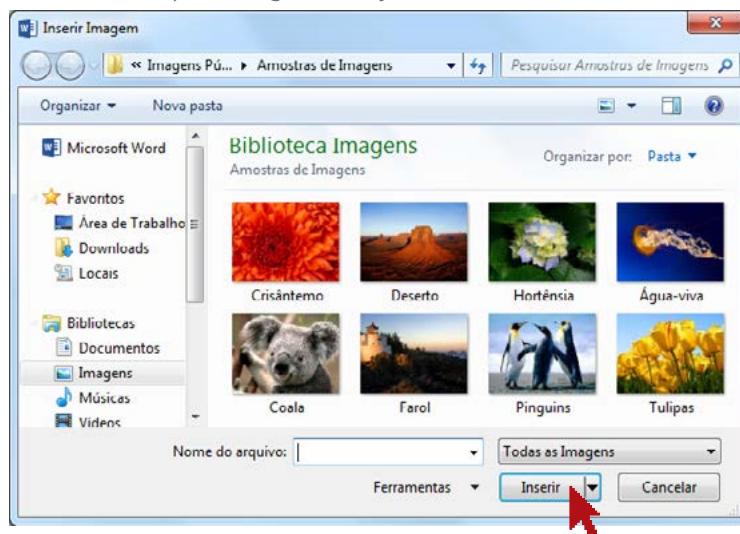 Inserir Imagem
« Imagens Pú... ▸ Amostras de Imagens
Pesquisar Amostras de Imagens
Organizar
Nova pasta
Microsoft Word
Favoritos
Área de Trabalho
Downloads
Locais
Bibliotecas
Documentos
Imagens
Músicas
Vídeos
Biblioteca Imagens
Amostras de Imagens
Organizar por: Pasta
Crisântemo
Deserto
Hortênsia
Água-viva
Coala
Farol
Pinguins
Tulipas
Nome do arquivo:
Todas as Imagens
Ferramentas
Inserir
Cancelar